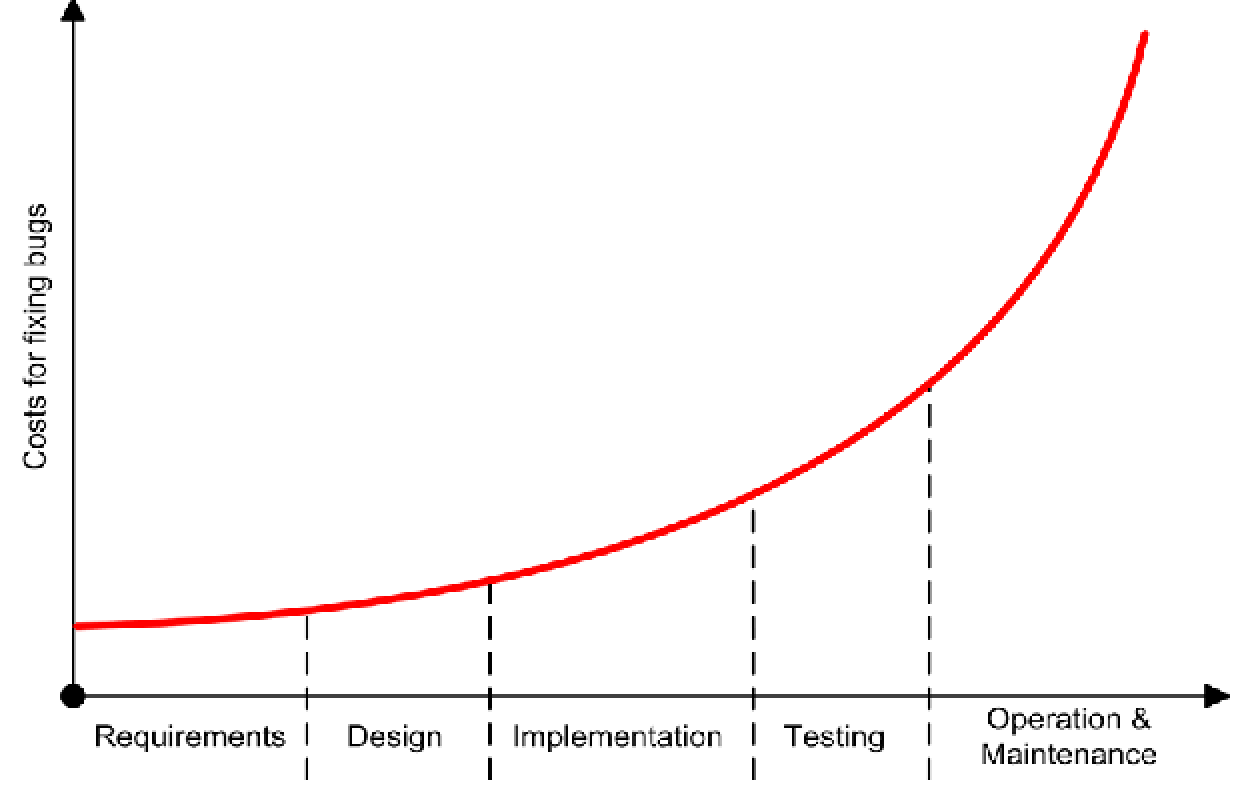 Costs for fixing bugs
Requirements
Design
Implementation
Testing
Operation &
Maintenance